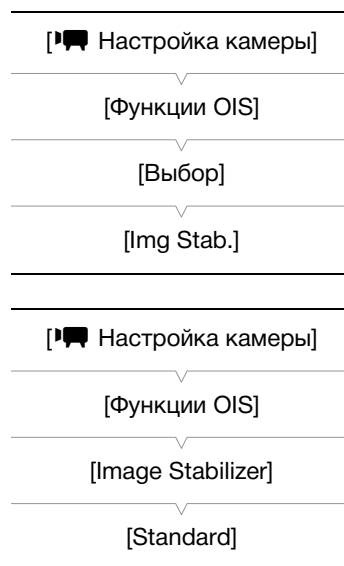 [ Настройка камеры]
[Функции OIS]
[Выбор]
[Img Stab.]
[ Настройка камеры]
[Функции OIS]
[Image Stabilizer]
[Standard]